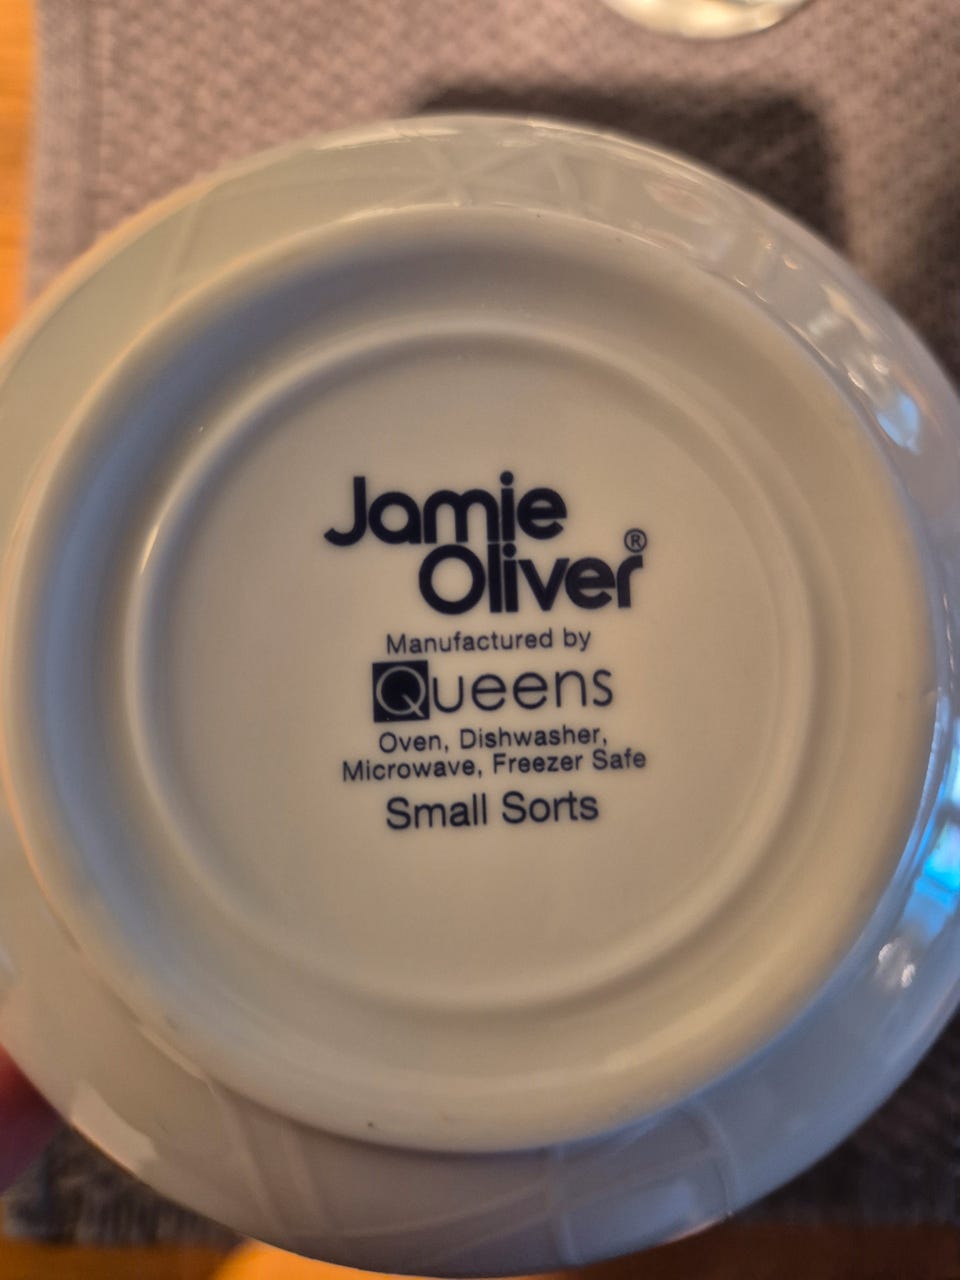 Jamie
Oliver®
Manufactured by
Queens
Oven, Dishwasher,
Microwave, Freezer Safe
Small Sorts